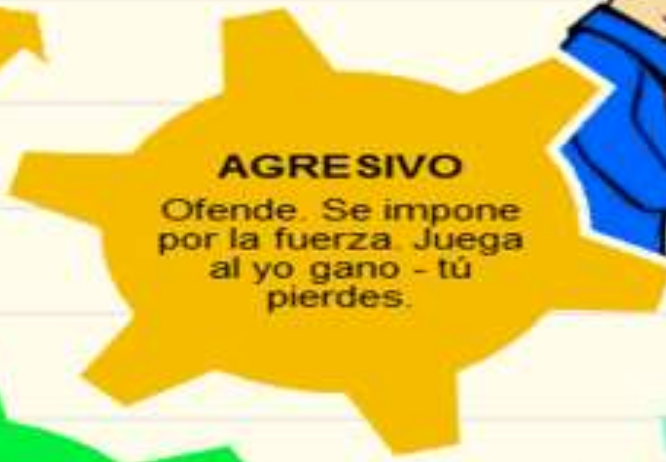 AGRESIVO
Ofende. Se impone
por la fuerza. Juega
al yo gano - tú
pierdes.